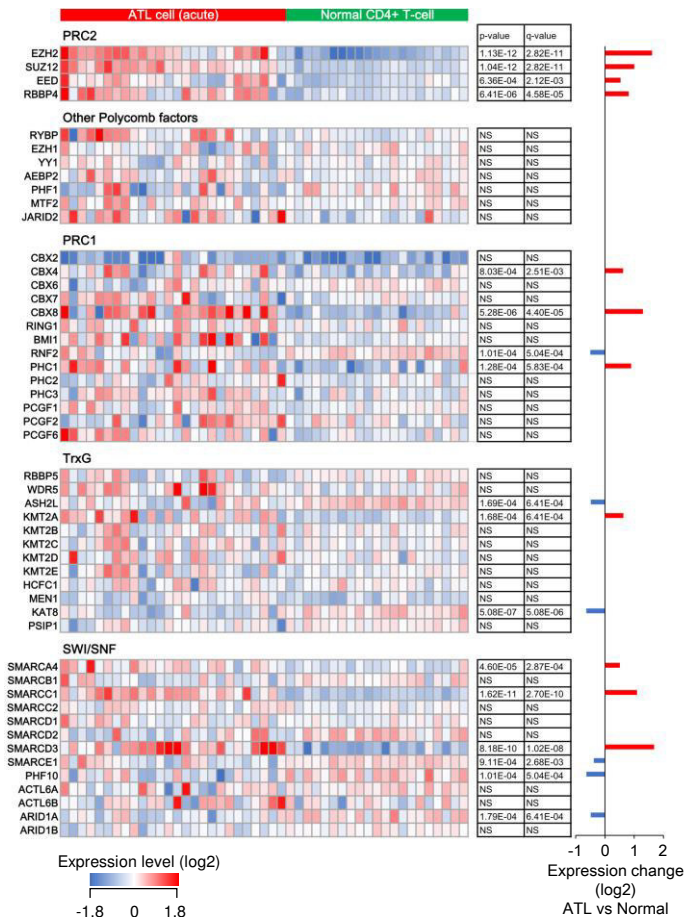 ATL cell (acute) Normal CD4+ T-cell
PRC2 p-value q-value
EZH2 1.13E-12 2.82E-11
SUZ12 1.04E-12 2.82E-11
EED 6.36E-04 2.12E-03
RBBP4 6.41E-06 4.58E-05
Other Polycomb factors
RYBP NS NS
EZH1 NS NS
YY1 NS NS
AEBP2 NS NS
PHF1 NS NS
MTF2 NS NS
JARID2 NS NS
PRC1
CBX2 NS NS
CBX4 8.03E-04 2.51E-03
CBX6 NS NS
CBX7 NS NS
CBX8 5.28E-06 4.40E-05
RING1 NS NS
BMI1 NS NS
RNF2 1.01E-04 5.04E-04
PHC1 1.28E-04 5.83E-04
PHC2 NS NS
PHC3 NS NS
PCGF1 NS NS
PCGF2 NS NS
PCGF6 NS NS
TrxG
RBBP5 NS NS
WDR5 NS NS
ASH2L 1.69E-04 6.41E-04
KMT2A 1.68E-04 6.41E-04
KMT2B NS NS
KMT2C NS NS
KMT2D NS NS
KMT2E NS NS
HCFC1 NS NS
MEN1 NS NS
KAT8 5.08E-07 5.08E-06
PSIP1 NS NS
SWI/SNF
SMARCA4 4.60E-05 2.87E-04
SMARCB1 NS NS
SMARCC1 1.62E-11 2.70E-10
SMARCC2 NS NS
SMARCD1 NS NS
SMARCD2 NS NS
SMARCD3 8.18E-10 1.02E-08
SMARCE1 9.11E-04 2.68E-03
PHF10 1.01E-04 5.04E-04
ACTL6A NS NS
ACTL6B NS NS
ARID1A 1.79E-04 6.41E-04
ARID1B NS NS
-1 0 1 2
Expression change
(log2)
ATL vs Normal
Expression level (log2)
-1.8 0 1.8